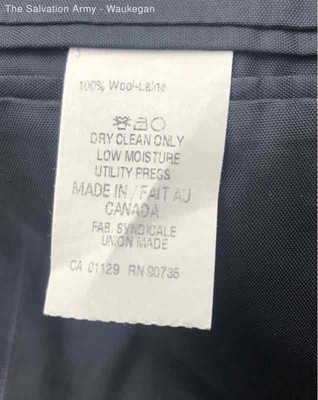 The Salvation Army - Waukegan
100% Wool-Laine
DRY CLEAN ONLY
LOW MOISTURE
UTILITY PRESS
MADE IN / FAIT AU
CANADA
FAB. SYNDICALE
UNION MADE
CA 01129 RN 90736